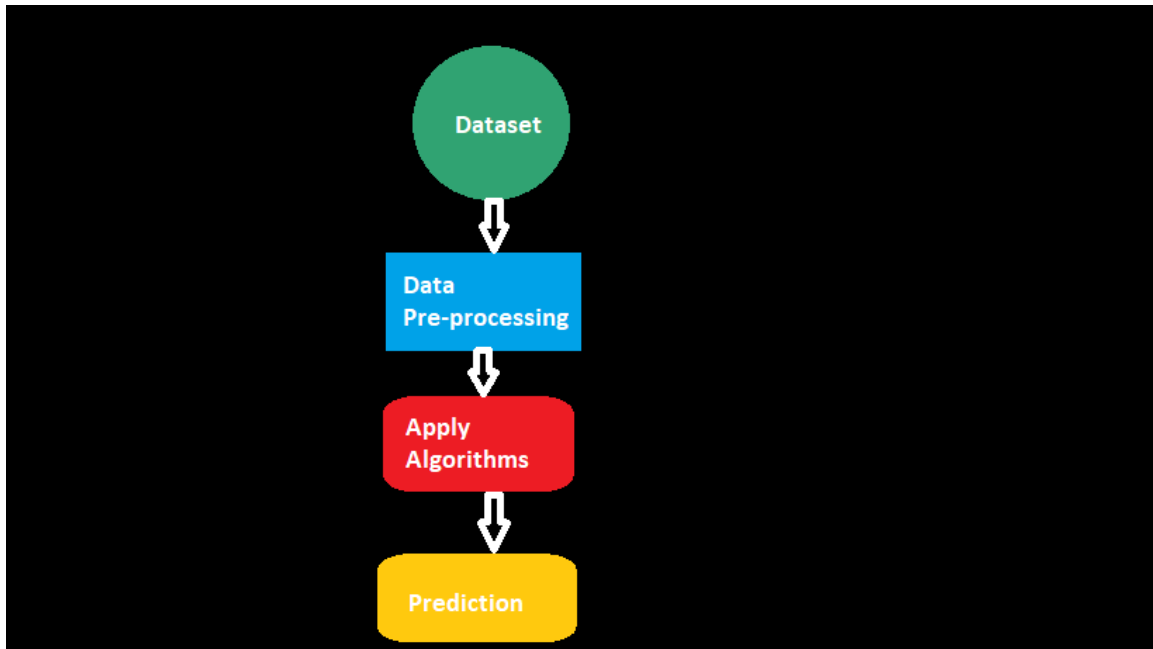 Dataset
Data
Pre-processing
Apply
Algorithms
Prediction